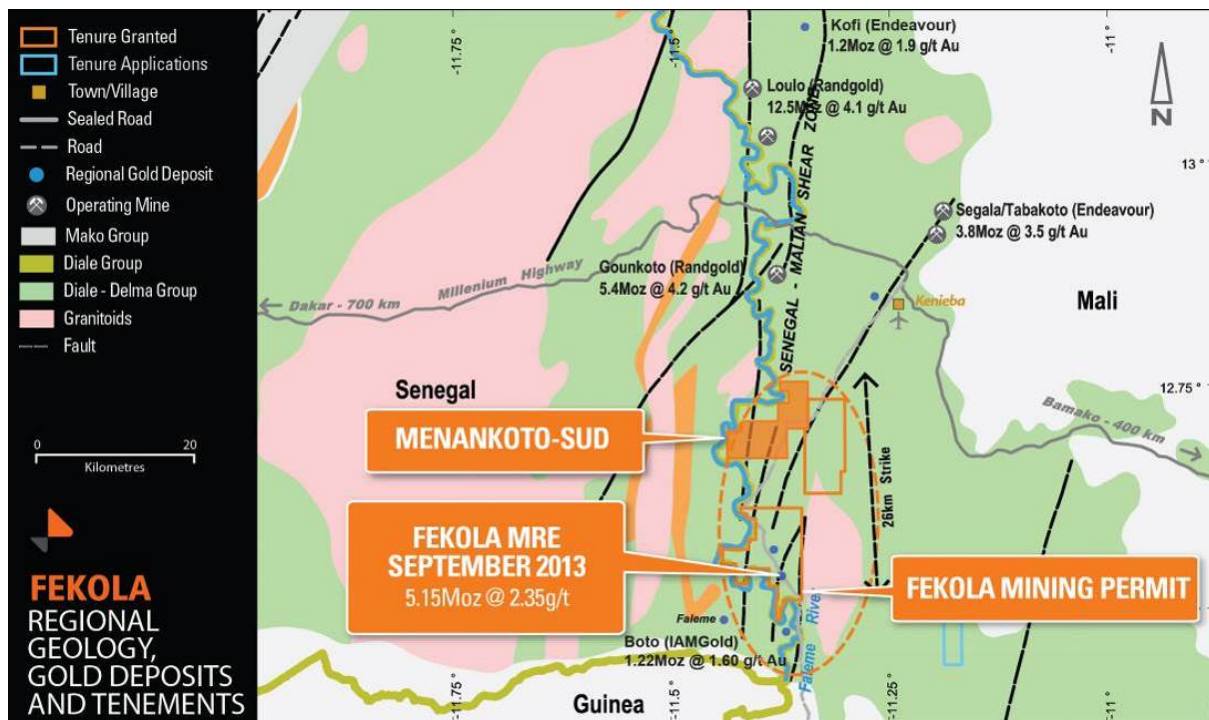 Tenure Granted
Tenure Applications
Town/Village
Sealed Road
Road
Regional Gold Deposit
Operating Mine
Mako Group
Diale Group
Diale - Delma Group
Granitoids
Fault
0 20
Kilometres
FEKOLA
REGIONAL
GEOLOGY,
GOLD DEPOSITS
AND TENEMENTS
-11.75°
-11.5
-11°
Kofi (Endeavour)
1.2Moz @ 1.9 g/t Au
Loulo (Randgold)
12.5Moz @ 4.1 g/t Au
N
13°
SENEGAL - MALIAN SHEAR ZONE
Segala/Tabakoto (Endeavour)
3.8Moz @ 3.5 g/t Au
Gounkoto (Randgold)
5.4Moz @ 4.2 g/t Au
Millenium Highway
Dakar - 700 km
Kenieba
Mali
Senegal
12.75°
Bamako - 400 km
MENANKOTO-SUD
26km Strike
FEKOLA MRE
SEPTEMBER 2013
5.15Moz @ 2.35g/t
FEKOLA MINING PERMIT
Faleme
Faleme River
Boto (IAMGold)
1.22Moz @ 1.60 g/t Au
Guinea
-11.75°
-11.5
-11.25
-11°